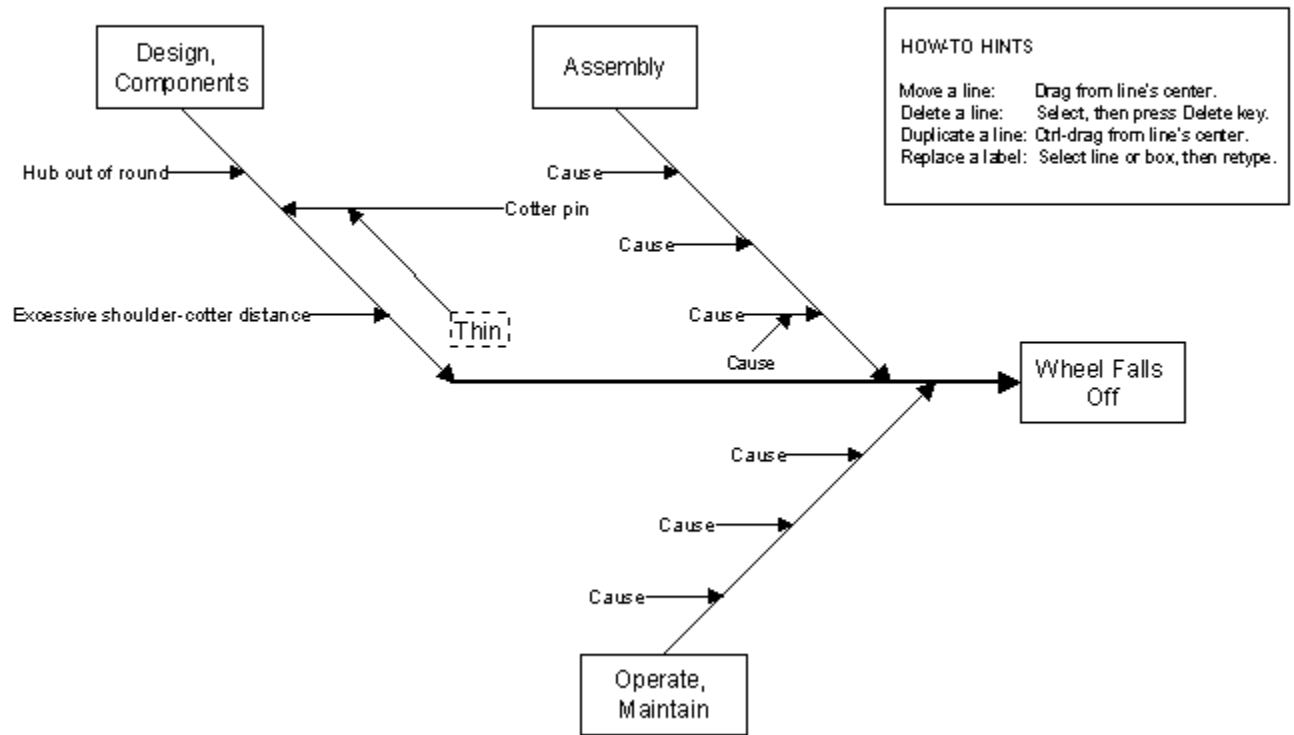 Design,
Components
Assembly
HOW-TO HINTS
Move a line: Drag from line's center.
Delete a line: Select, then press Delete key.
Duplicate a line: Ctrl-drag from line's center.
Replace a label: Select line or box, then retype.
Hub out of round
Cause
Cotter pin
Cause
Excessive shoulder-cotter distance
Thin
Cause
Cause
Wheel Falls
Off
Cause
Cause
Cause
Operate,
Maintain